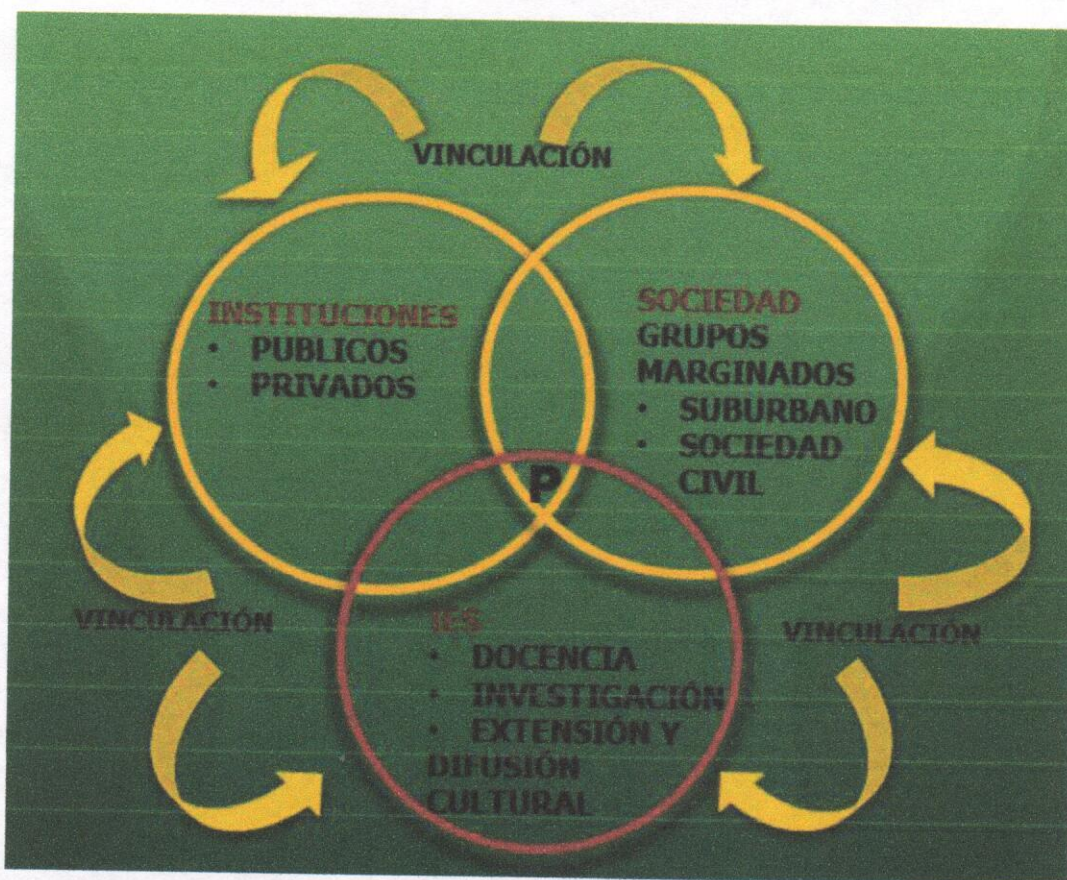 VINCULACIÓN
INSTITUCIONES
• PUBLICOS
• PRIVADOS
SOCIEDAD
GRUPOS
MARGINADOS
• SUBURBANO
• SOCIEDAD
CIVIL
P
VINCULACIÓN
VINCULACIÓN
IES
• DOCENCIA
• INVESTIGACIÓN
• EXTENSIÓN Y
DIFUSIÓN
CULTURAL